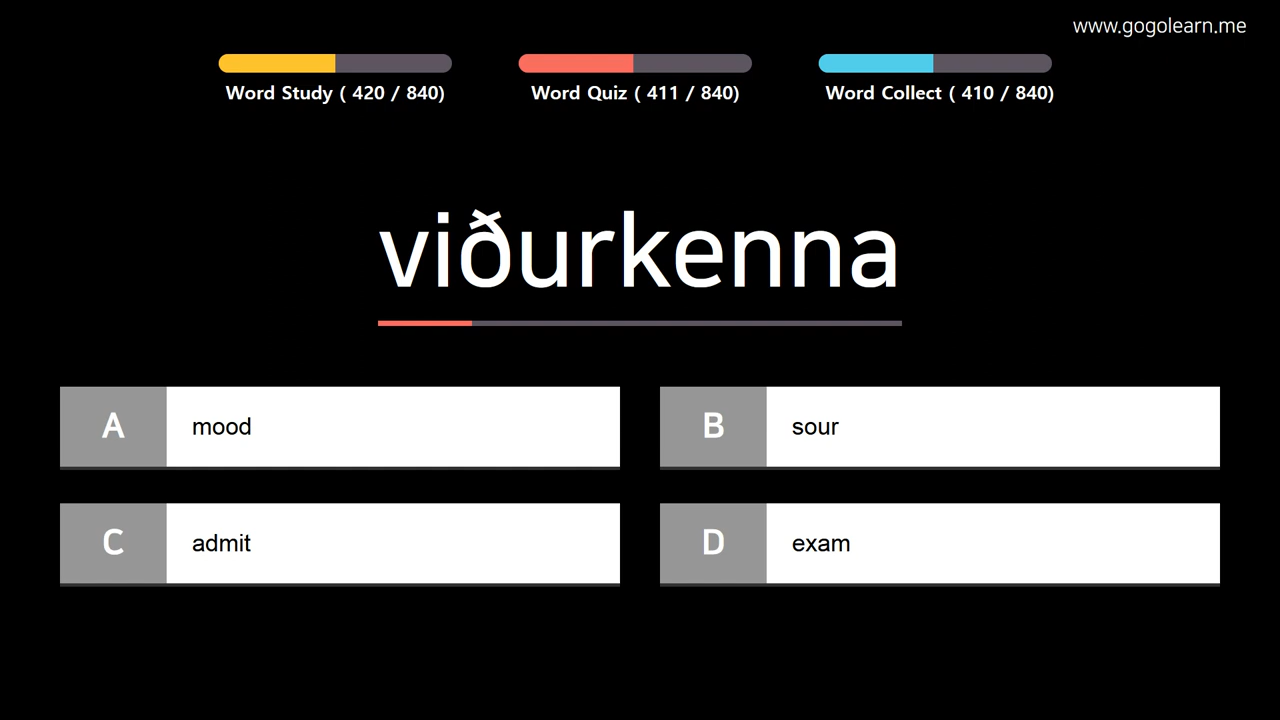 www.gogolearn.me
Word Study ( 420 / 840)
Word Quiz ( 411 / 840)
Word Collect ( 410 / 840)
viðurkenna
A mood
B sour
C admit
D exam